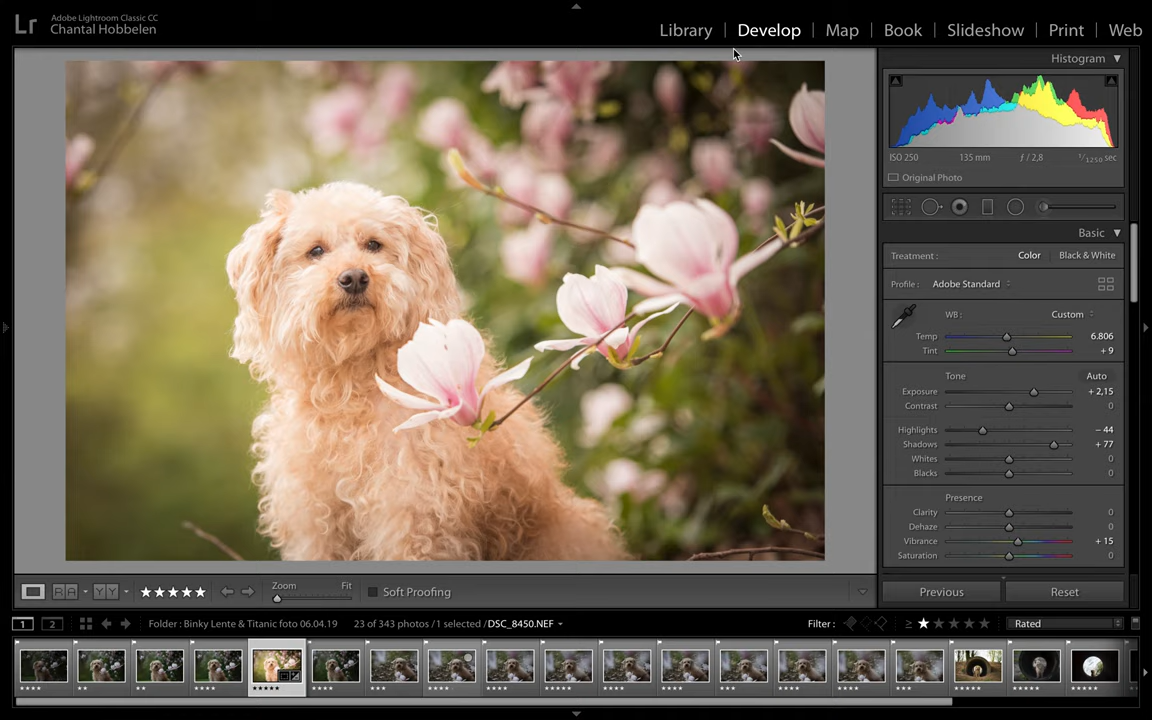 Lr
Adobe Lightroom Classic CC
Chantal Hobbelen
Library | Develop | Map | Book | Slideshow | Print | Web
Histogram
ISO 250 135 mm ƒ / 2,8 1/1250 sec
Original Photo
Basic
Treatment : Color Black & White
Profile : Adobe Standard
WB : Custom
Temp 6.806
Tint + 9
Tone Auto
Exposure + 2,15
Contrast 0
Highlights − 44
Shadows + 77
Whites 0
Blacks 0
Presence
Clarity 0
Dehaze 0
Vibrance + 15
Saturation 0
Previous Reset
R A Y Y Zoom Fit Soft Proofing
1 2 Folder : Binky Lente & Titanic foto 06.04.19 23 of 343 photos / 1 selected / DSC_8450.NEF Filter : Rated